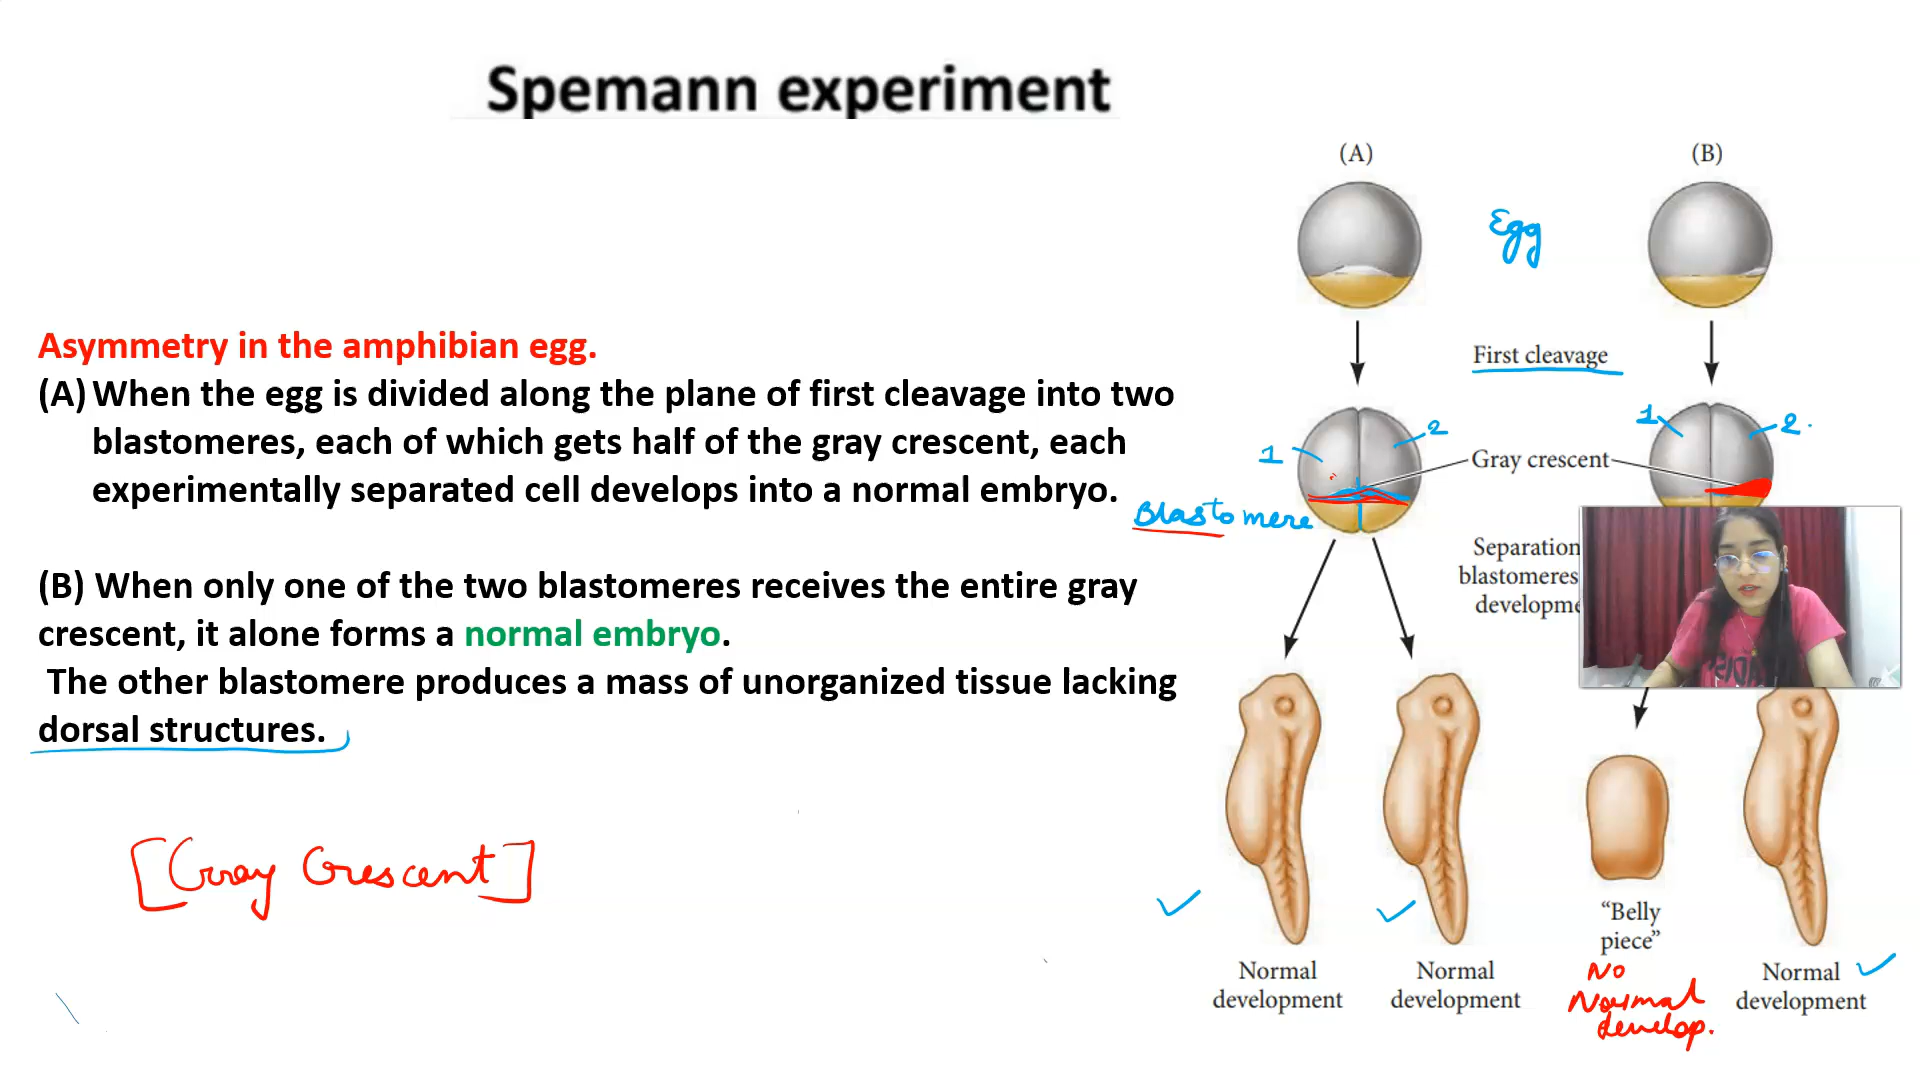 Spemann experiment
Asymmetry in the amphibian egg.
(A) When the egg is divided along the plane of first cleavage into two
blastomeres, each of which gets half of the gray crescent, each
experimentally separated cell develops into a normal embryo.
(B) When only one of the two blastomeres receives the entire gray
crescent, it alone forms a normal embryo.
The other blastomere produces a mass of unorganized tissue lacking
dorsal structures.
[Gray Crescent]
(A)
(B)
Egg
First cleavage
1
2
1
2.
Gray crescent
Blastomere
Separation
blastomeres
developme
Normal
development
Normal
development
“Belly
piece”
No
Normal
develop.
Normal
development